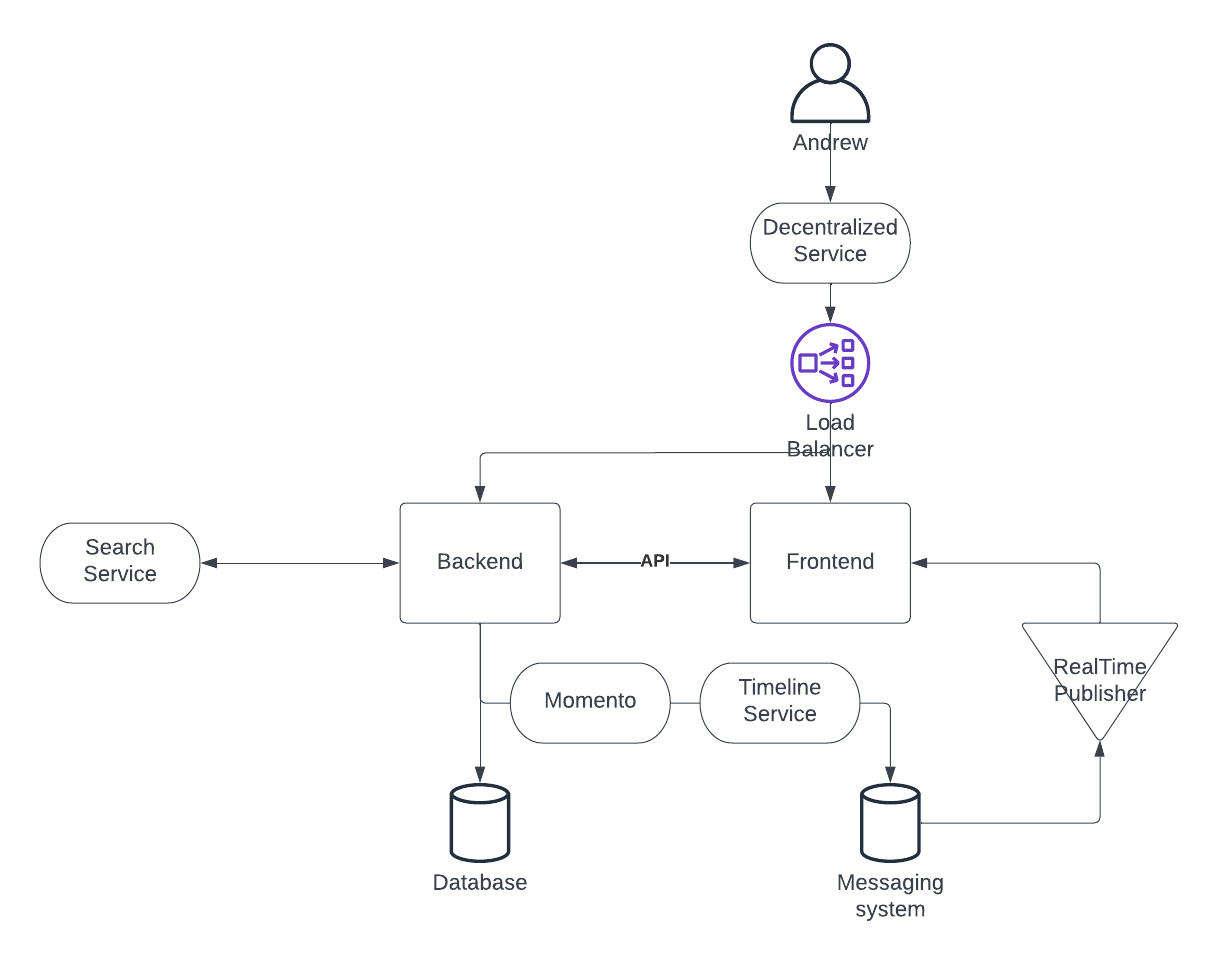 Andrew
Decentralized
Service
Load
Balancer
Search
Service
Backend
API
Frontend
RealTime
Publisher
Momento
Timeline
Service
Database
Messaging
system